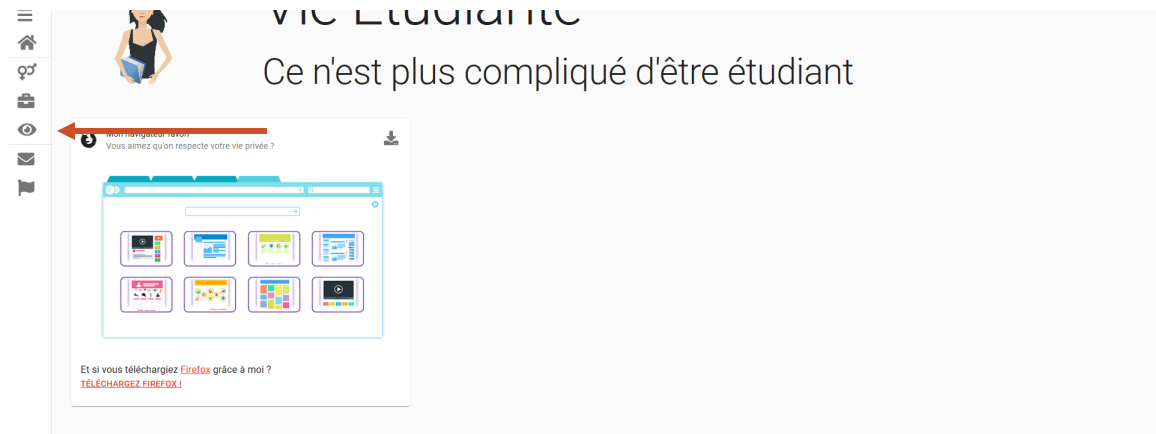 Vie Étudiante
Ce n'est plus compliqué d'être étudiant
Mon navigateur favori
Vous aimez qu'on respecte votre vie privée ?
Et si vous téléchargiez Firefox grâce à moi ?
TÉLÉCHARGEZ FIREFOX !